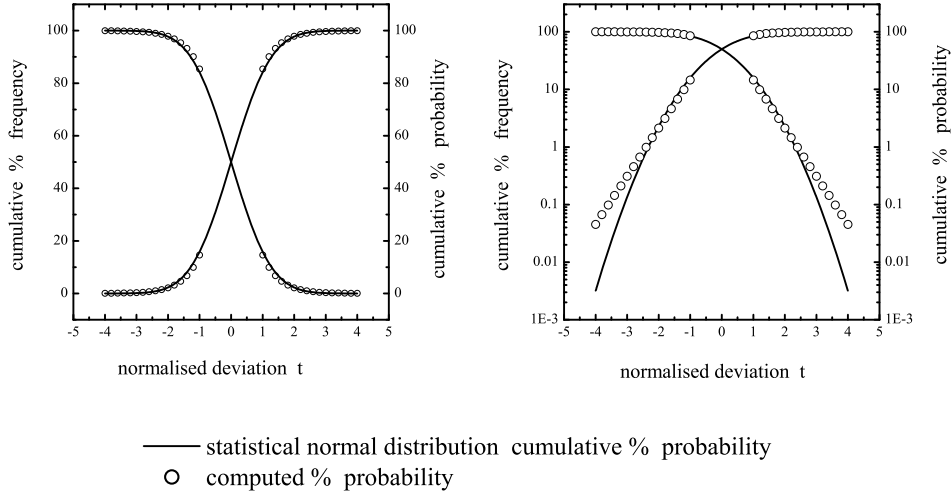 100
80
60
40
20
0
100
80
60
40
20
0
-5 -4 -3 -2 -1 0 1 2 3 4 5
cumulative % frequency
cumulative % probability
normalised deviation t
100
10
1
0.1
0.01
1E-3
100
10
1
0.1
0.01
1E-3
-5 -4 -3 -2 -1 0 1 2 3 4 5
cumulative % frequency
cumulative % probability
normalised deviation t
statistical normal distribution cumulative % probability
computed % probability